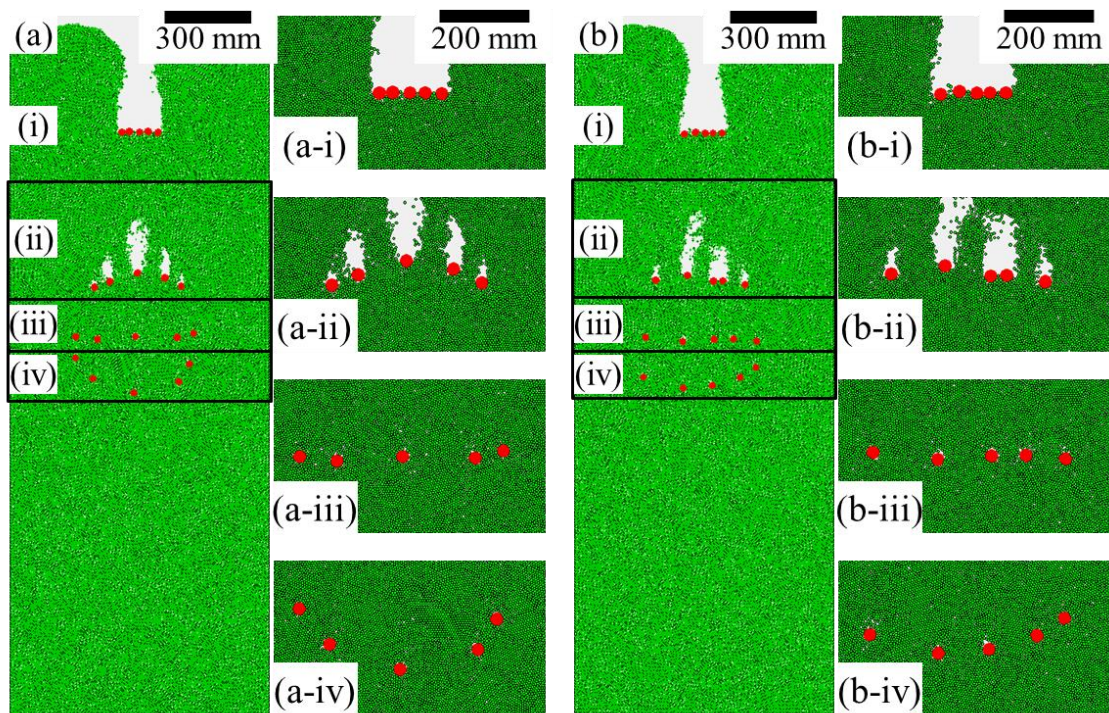 (a)
300 mm
200 mm
(i)
(a-i)
(ii)
(a-ii)
(iii)
(iv)
(a-iii)
(a-iv)
(b)
300 mm
200 mm
(i)
(b-i)
(ii)
(b-ii)
(iii)
(iv)
(b-iii)
(b-iv)